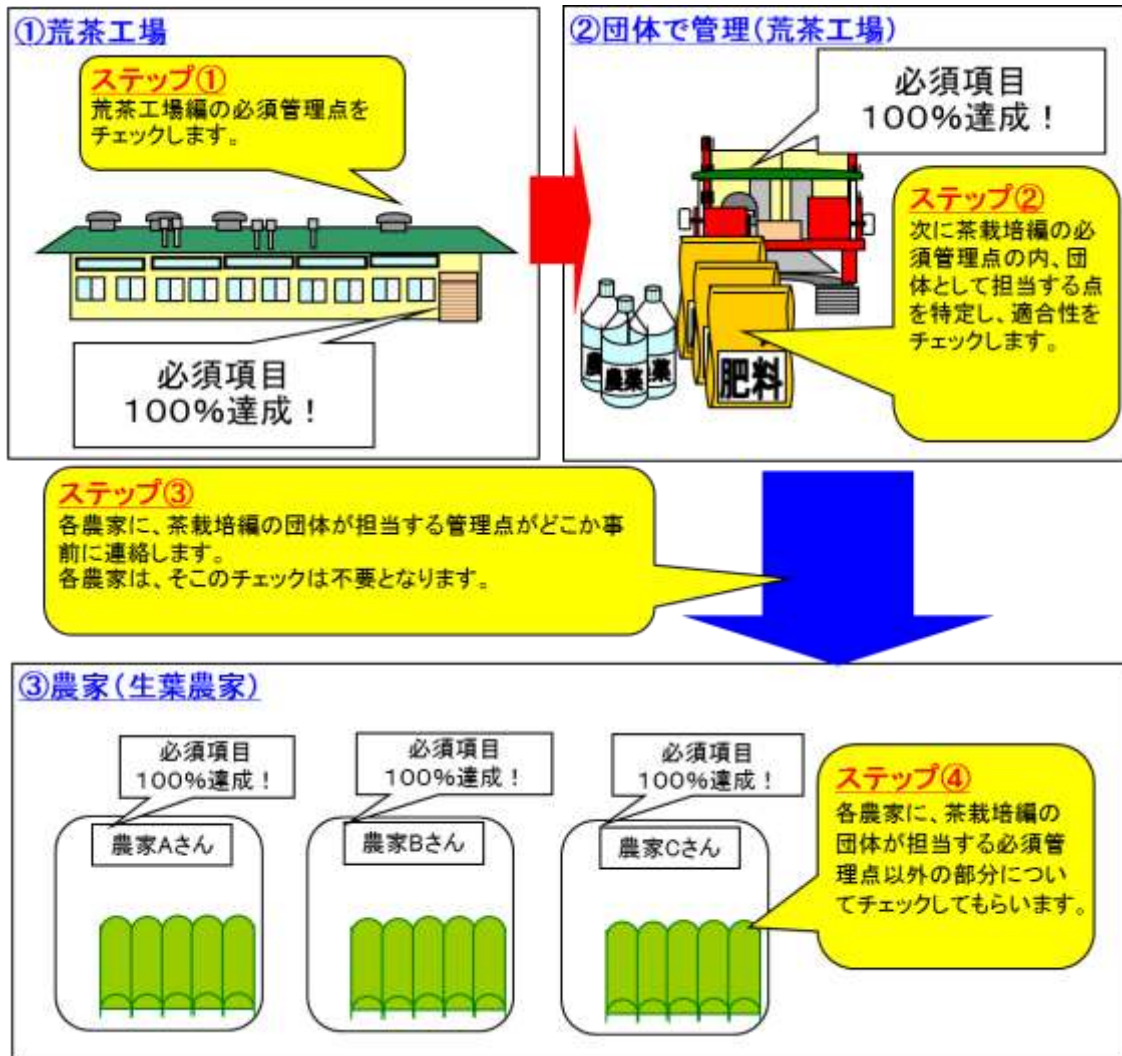 ①荒茶工場
ステップ①
荒茶工場編の必須管理点を
チェックします。
必須項目
100%達成！
②団体で管理(荒茶工場)
必須項目
100%達成！
ステップ②
次に茶栽培編の必
須管理点の内、団
体として担当する点
を特定し、適合性を
チェックします。
農薬
肥料
ステップ③
各農家に、茶栽培編の団体が担当する管理点がどこか事
前に連絡します。
各農家は、そこのチェックは不要となります。
③農家(生葉農家)
必須項目
100%達成！
農家Aさん
必須項目
100%達成！
農家Bさん
必須項目
100%達成！
農家Cさん
ステップ④
各農家に、茶栽培編の
団体が担当する必須管
理点以外の部分につい
てチェックしてもらいます。